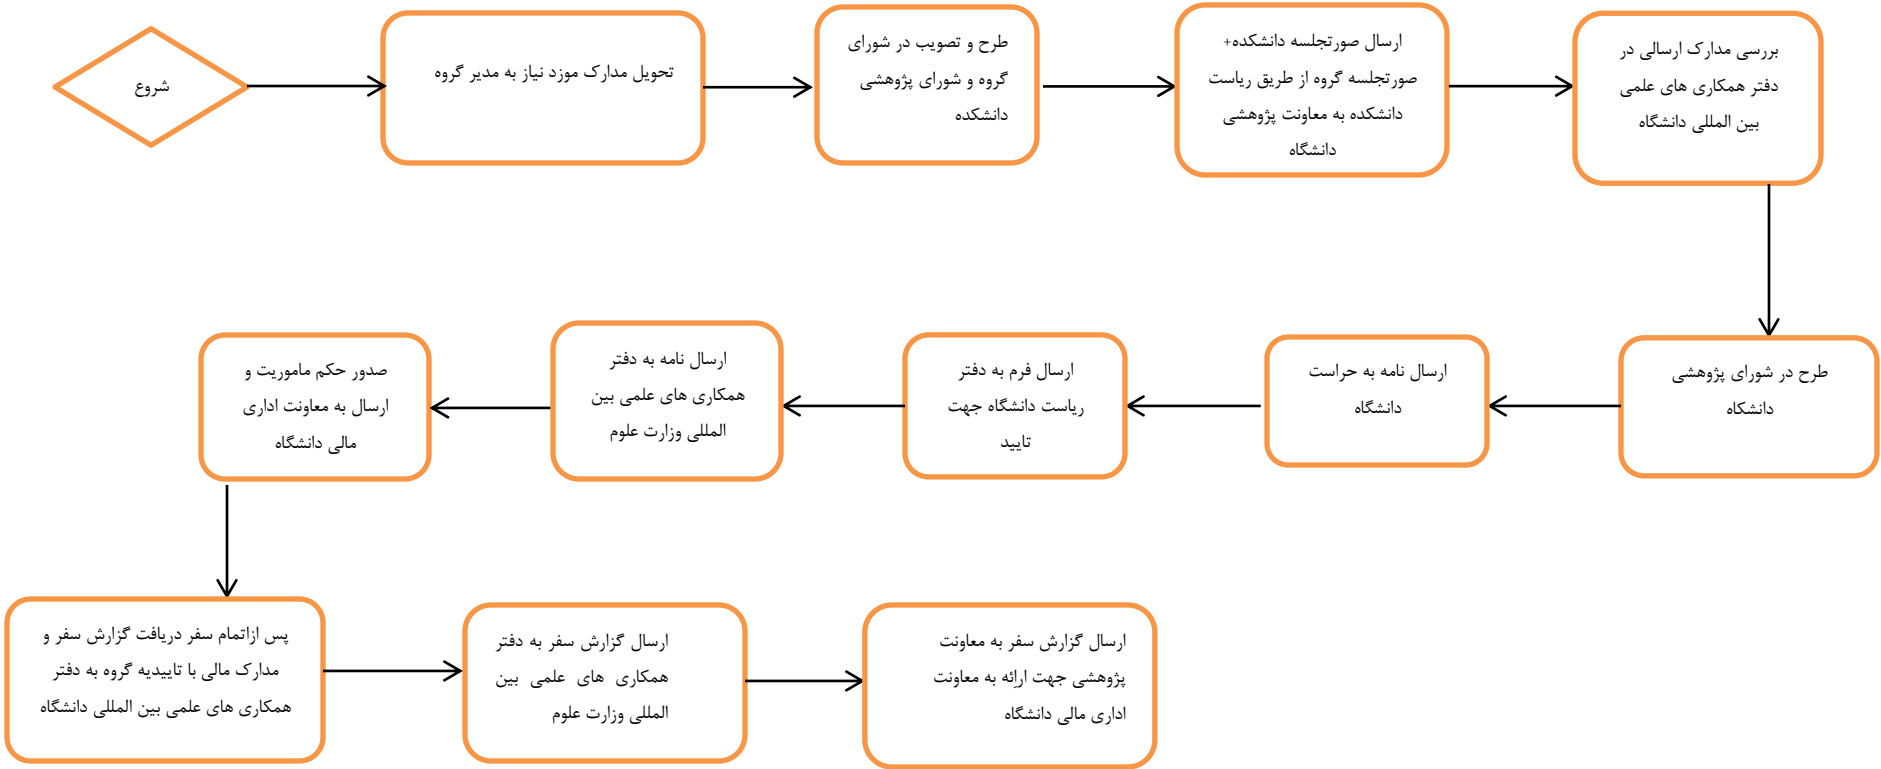 شروع
تحویل مدارک موزد نیاز به مدیر گروه
طرح و تصویب در شورای
گروه و شورای پژوهشی
دانشکده
ارسال صورتجلسه دانشکده+
صورتجلسه گروه از طریق ریاست
دانشکده به معاونت پژوهشی
دانشگاه
بررسی مدارک ارسالی در
دفتر همکاری های علمی
بین المللی دانشگاه
طرح در شورای پژوهشی
دانشکاه
ارسال نامه به حراست
دانشگاه
ارسال فرم به دفتر
ریاست دانشگاه جهت
تایید
ارسال نامه به دفتر
همکاری های علمی بین
المللی وزارت علوم
صدور حکم ماموریت و
ارسال به معاونت اداری
مالی دانشگاه
پس ازاتمام سفر دریافت گزارش سفر و
مدارک مالی با تاییدیه گروه به دفتر
همکاری های علمی بین المللی دانشگاه
ارسال گزارش سفر به دفتر
همکاری های علمی بین
المللی وزارت علوم
ارسال گزارش سفر به معاونت
پژوهشی جهت ارائه به معاونت
اداری مالی دانشگاه